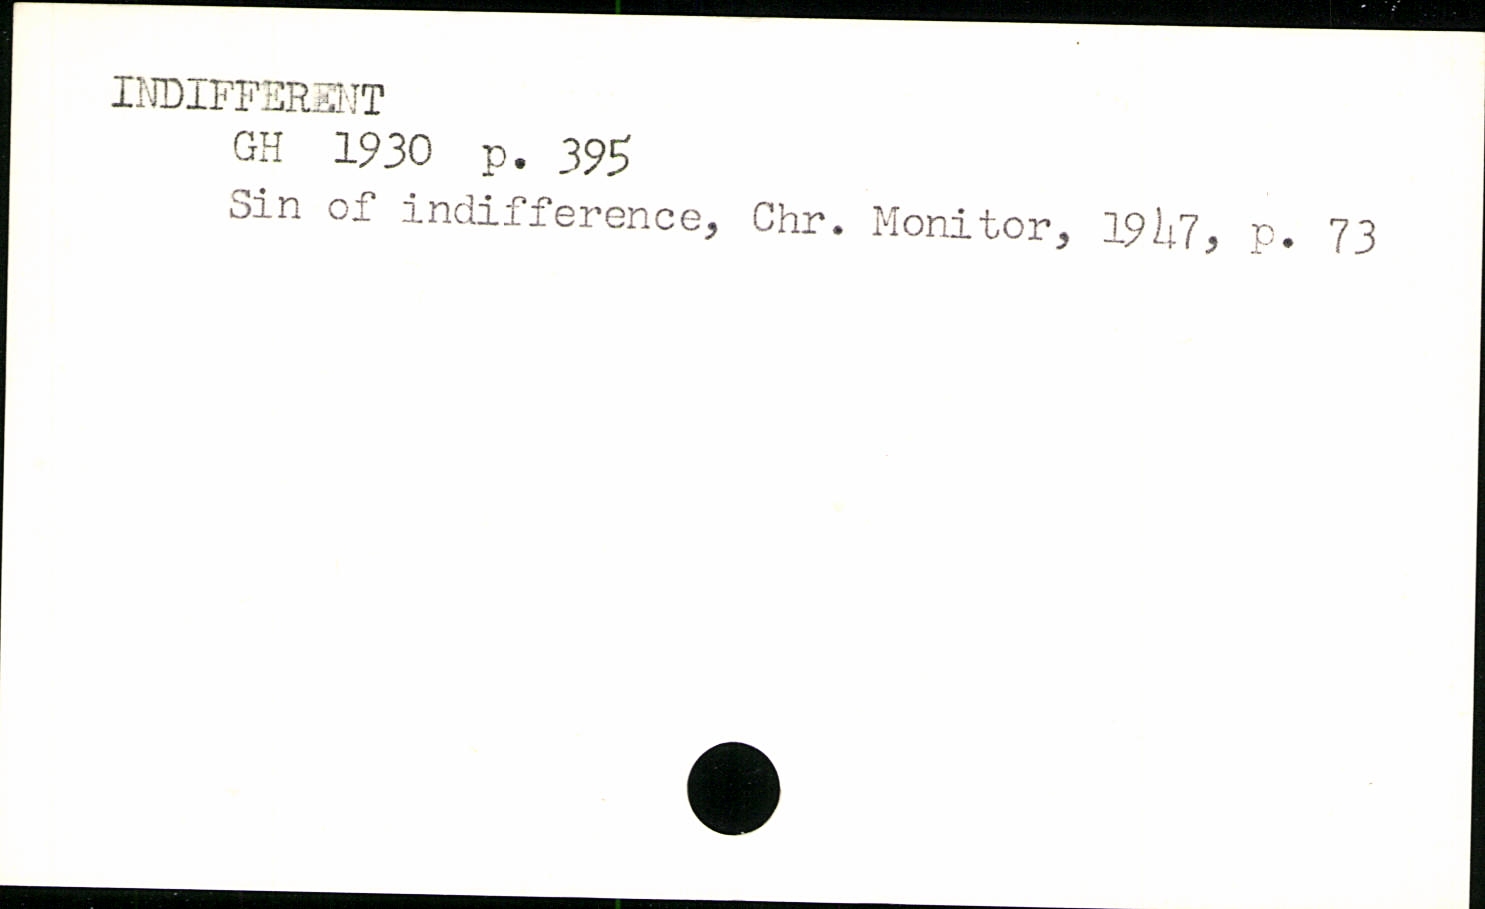 INDIFFERENT
GH 1930 p. 395
Sin of indifference, Chr. Monitor, 1947, p. 73